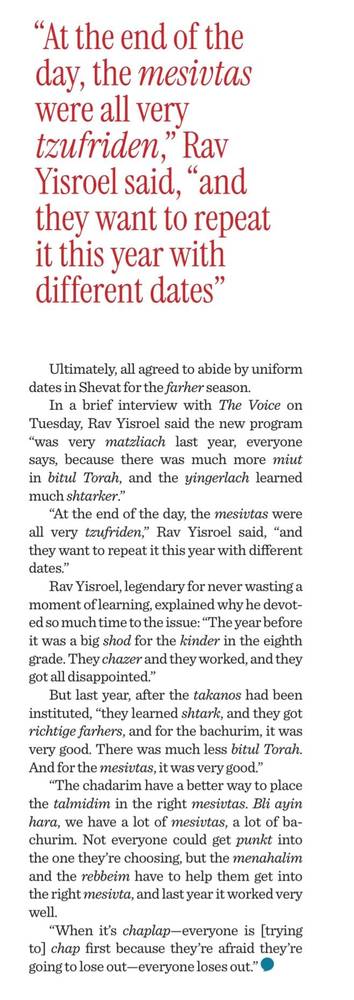 “At the end of the
day, the mesivtas
were all very
tzufriden,” Rav
Yisroel said, “and
they want to repeat
it this year with
different dates”
Ultimately, all agreed to abide by uniform
dates in Shevat for the farher season.
In a brief interview with The Voice on
Tuesday, Rav Yisroel said the new program
“was very matzliach last year, everyone
says, because there was much more miut
in bitul Torah, and the yingerlach learned
much shtarker.”
“At the end of the day, the mesivtas were
all very tzufriden,” Rav Yisroel said, “and
they want to repeat it this year with different
dates.”
Rav Yisroel, legendary for never wasting a
moment of learning, explained why he devot-
ed so much time to the issue: “The year before
it was a big shod for the kinder in the eighth
grade. They chazer and they worked, and they
got all disappointed.”
But last year, after the takanos had been
instituted, “they learned shtark, and they got
richtige farhers, and for the bachurim, it was
very good. There was much less bitul Torah.
And for the mesivtas, it was very good.”
“The chadarim have a better way to place
the talmidim in the right mesivtas. Bli ayin
hara, we have a lot of mesivtas, a lot of ba-
churim. Not everyone could get punkt into
the one they’re choosing, but the menahalim
and the rebbeim have to help them get into
the right mesivta, and last year it worked very
well.
“When it’s chaplap—everyone is [trying
to] chap first because they’re afraid they’re
going to lose out—everyone loses out.”